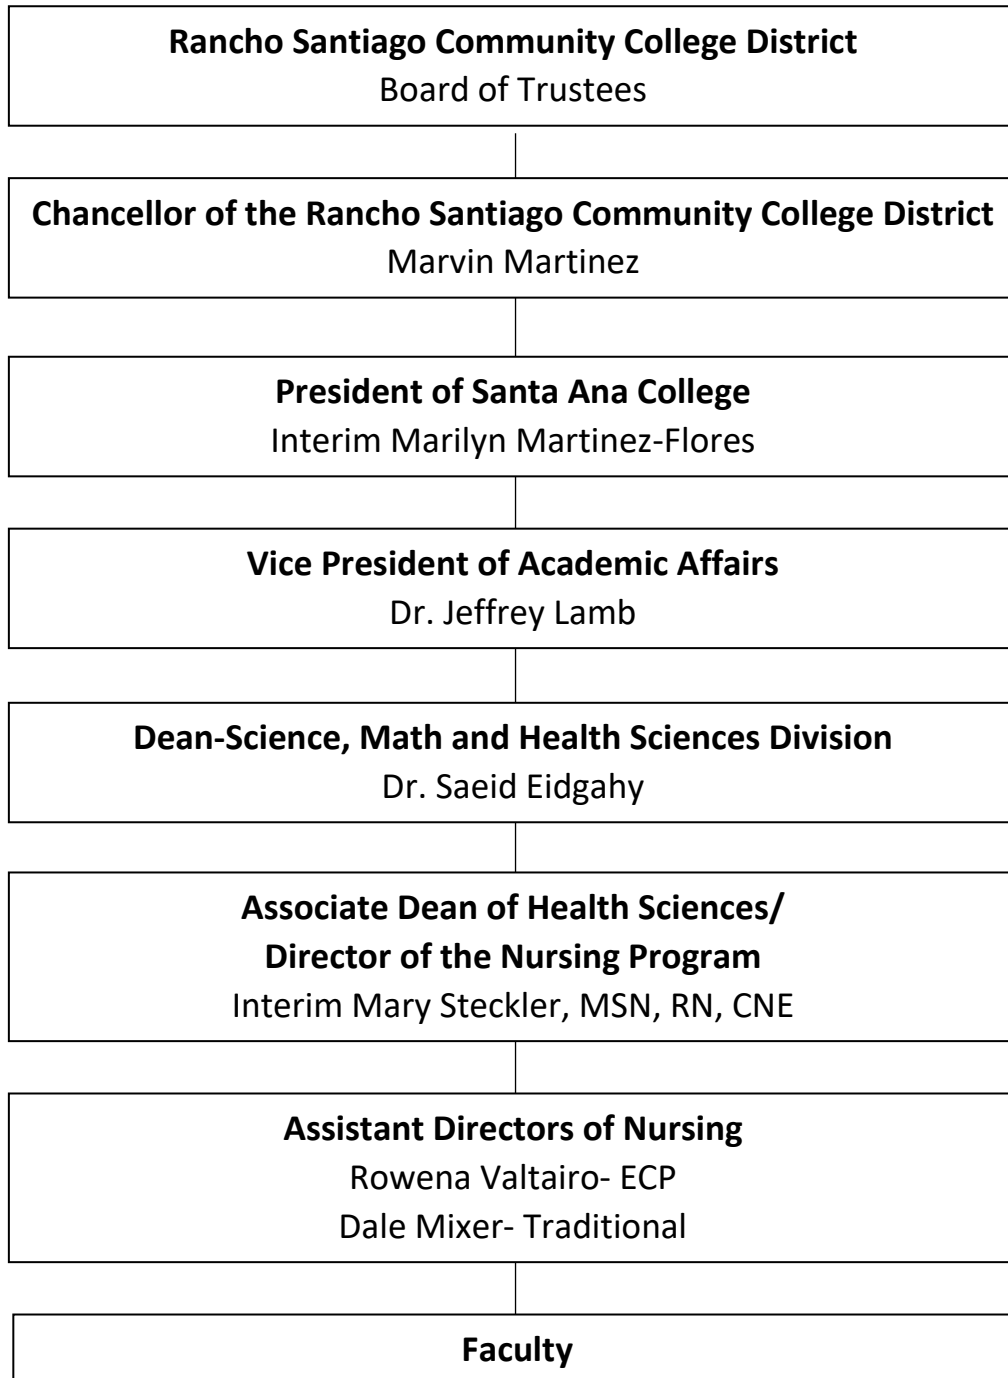 Rancho Santiago Community College District
Board of Trustees
Chancellor of the Rancho Santiago Community College District
Marvin Martinez
President of Santa Ana College
Interim Marilyn Martinez-Flores
Vice President of Academic Affairs
Dr. Jeffrey Lamb
Dean-Science, Math and Health Sciences Division
Dr. Saeid Eidgahy
Associate Dean of Health Sciences/
Director of the Nursing Program
Interim Mary Steckler, MSN, RN, CNE
Assistant Directors of Nursing
Rowena Valtairo- ECP
Dale Mixer- Traditional
Faculty